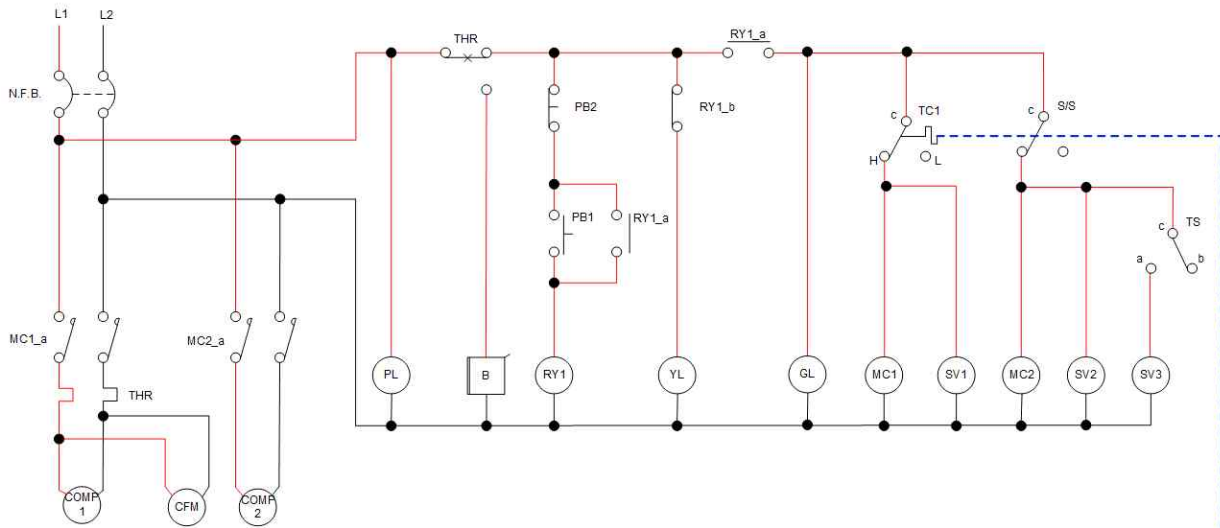 L1 L2
THR
RY1_a
N.F.B.
PB2
RY1_b
c TC1
c S/S
H L
PB1 RY1_a
c TS
a b
MC1_a
MC2_a
THR
PL
B
RY1
YL
GL
MC1
SV1
MC2
SV2
SV3
COMP
1
CFM
COMP
2